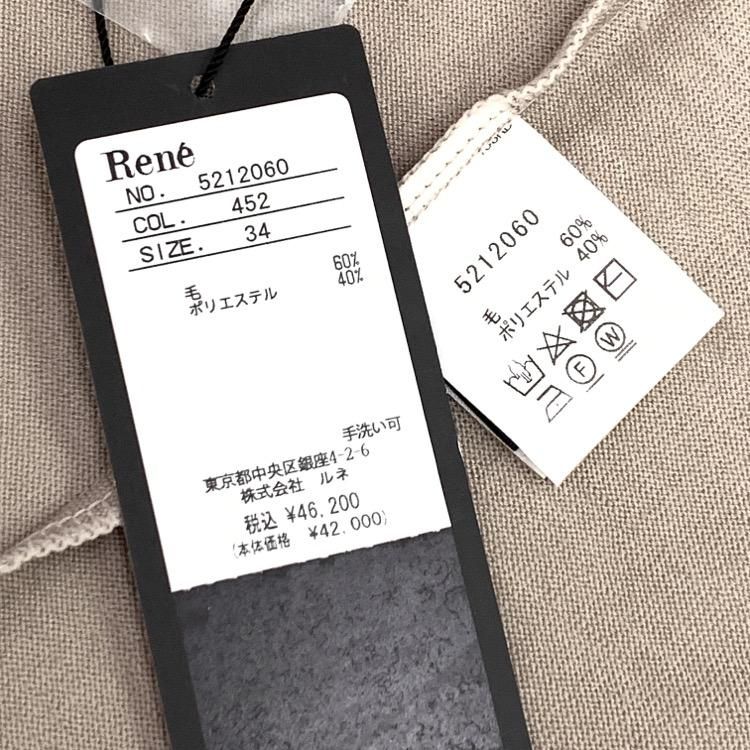 René
NO. 5212060
COL. 452
SIZE. 34
毛 60%
ポリエステル 40%
手洗い可
東京都中央区銀座4-2-6
株式会社 ルネ
税込 ¥46,200
(本体価格 ¥42,000)
5212060
毛 60%
ポリエステル 40%
F W